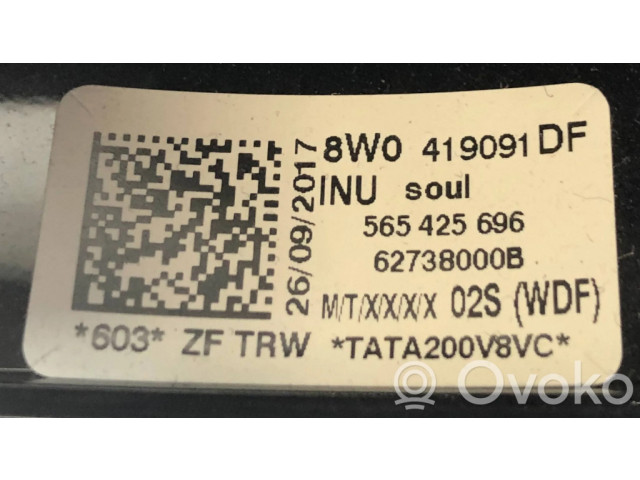 8W0 419091 DF
INU soul
565 425 696
62738000B
M/T/X/X/X/X 02S (WDF)
*603* ZF TRW *TATA200V8VC*
26/09/2017
© Ovoko